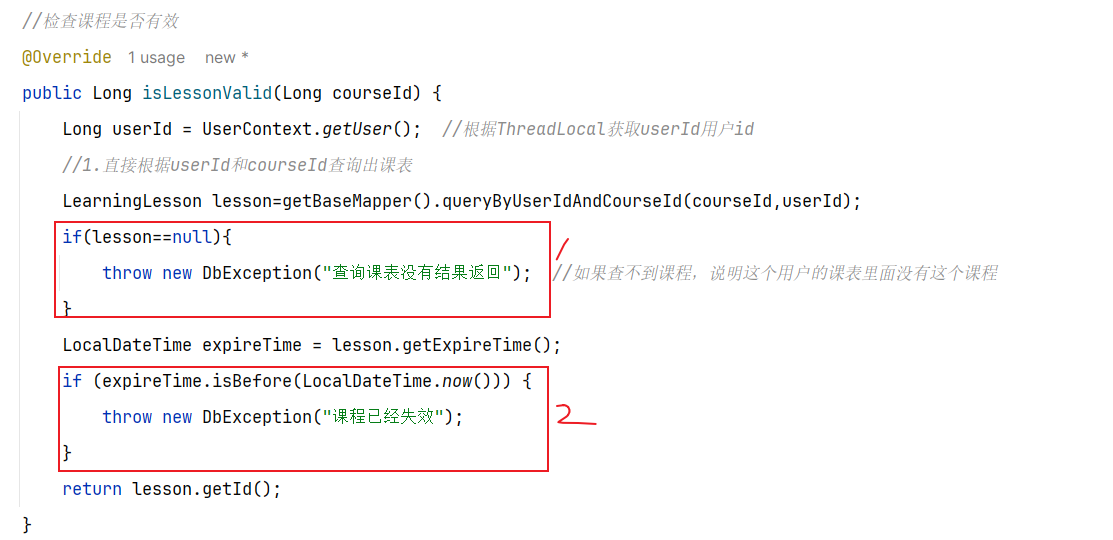 //检查课程是否有效
@Override 1 usage new *
public Long isLessonValid(Long courseId) {
Long userId = UserContext.getUser(); //根据ThreadLocal获取userId用户id
//1.直接根据userId和courseId查询出课表
LearningLesson lesson=getBaseMapper().queryByUserIdAndCourseId(courseId,userId);
if(lesson==null){
throw new DbException("查询课表没有结果返回"); //如果查不到课程，说明这个用户的课表里面没有这个课程
1
}
LocalDateTime expireTime = lesson.getExpireTime();
if (expireTime.isBefore(LocalDateTime.now())) {
throw new DbException("课程已经失效");
2
}
return lesson.getId();
}